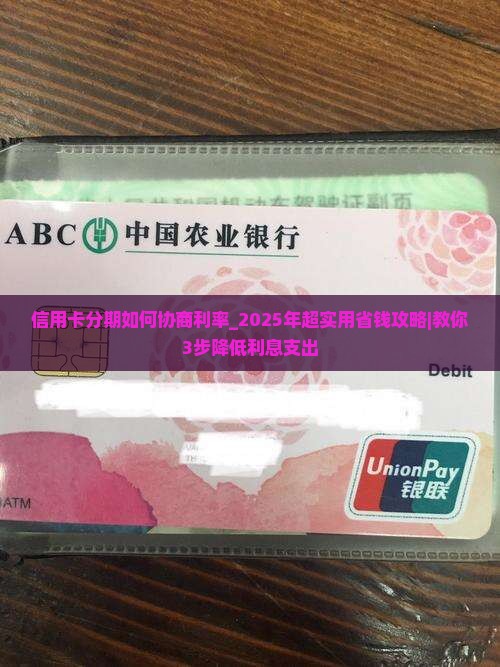 ABC 中国农业银行
信用卡分期如何协商利率_2025年超实用省钱攻略|教你
3步降低利息支出
Debit
UnionPay
银联
ATM